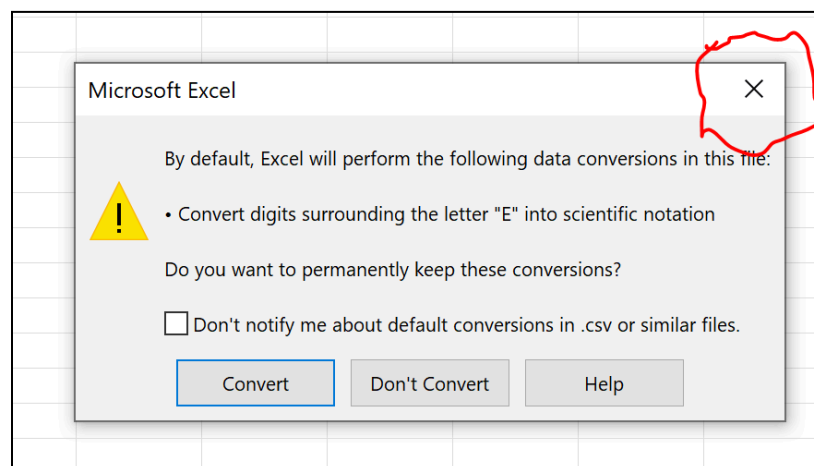 Microsoft Excel
By default, Excel will perform the following data conversions in this file:
• Convert digits surrounding the letter "E" into scientific notation
Do you want to permanently keep these conversions?
Don't notify me about default conversions in .csv or similar files.
Convert Don't Convert Help